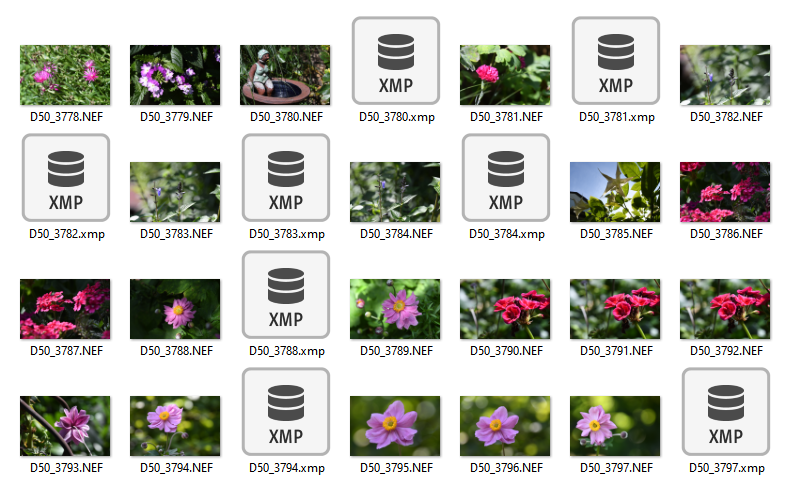 XMP
XMP
D50_3778.NEF D50_3779.NEF D50_3780.NEF D50_3780.xmp D50_3781.NEF D50_3781.xmp D50_3782.NEF
XMP
XMP
XMP
D50_3782.xmp D50_3783.NEF D50_3783.xmp D50_3784.NEF D50_3784.xmp D50_3785.NEF D50_3786.NEF
XMP
D50_3787.NEF D50_3788.NEF D50_3788.xmp D50_3789.NEF D50_3790.NEF D50_3791.NEF D50_3792.NEF
XMP
XMP
D50_3793.NEF D50_3794.NEF D50_3794.xmp D50_3795.NEF D50_3796.NEF D50_3797.NEF D50_3797.xmp